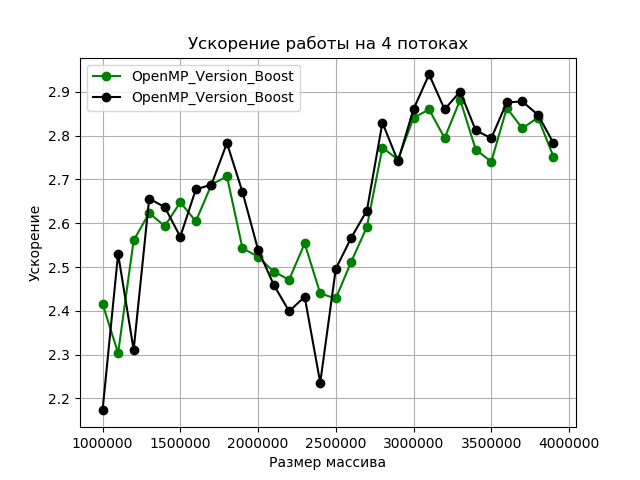 Ускорение работы на 4 потоках
OpenMP_Version_Boost
OpenMP_Version_Boost
2.9
2.8
2.7
2.6
2.5
2.4
2.3
2.2
Ускорение
1000000 1500000 2000000 2500000 3000000 3500000 4000000
Размер массива